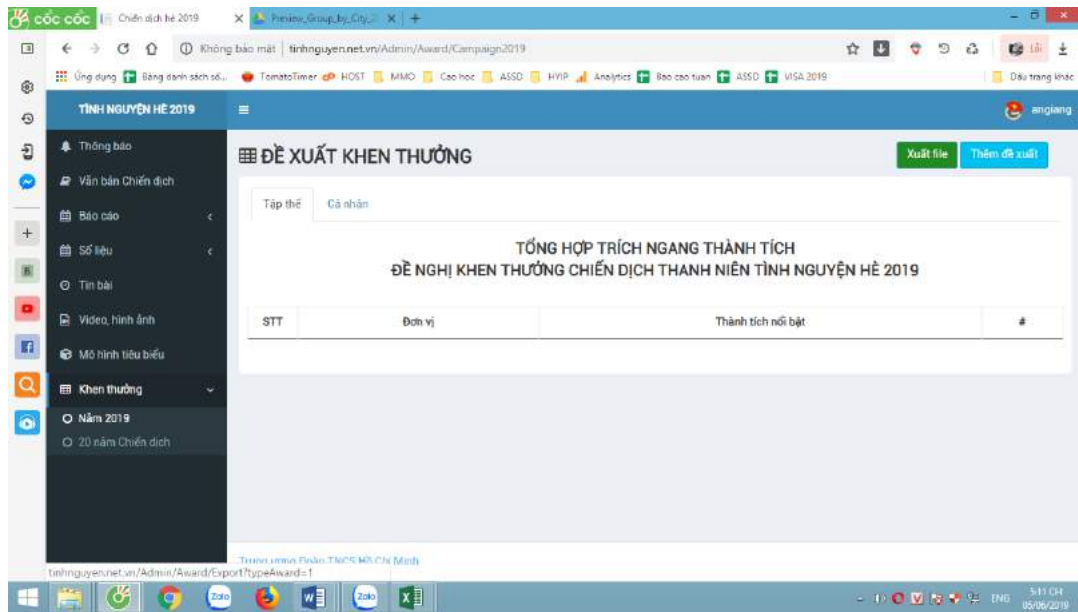 cốc cốc Chiến dịch hè 2019 Preview_Group_by_City_
Không bảo mật tinhnguyen.net.vn/Admin/Award/Campaign2019 Lỗi
Ứng dụng Bảng danh sách số... TomatoTimer HOST MMO Cao hoc ASSD HYIP Analytics Bao cao tuan ASSD VISA 2019 Dấu trang khác
TÌNH NGUYỆN HÈ 2019 angiang
Thông báo
ĐỀ XUẤT KHEN THƯỞNG Xuất file Thêm đề xuất
Văn bản Chiến dịch
Tập thể Cá nhân
Báo cáo
Số liệu
TỔNG HỢP TRÍCH NGANG THÀNH TÍCH
ĐỀ NGHỊ KHEN THƯỞNG CHIẾN DỊCH THANH NIÊN TÌNH NGUYỆN HÈ 2019
Tin bài
Video, hình ảnh
STT Đơn vị Thành tích nổi bật #
Mô hình tiêu biểu
Khen thưởng
Năm 2019
20 năm Chiến dịch
Trung ương Đoàn TNCS Hồ Chí Minh
tinhnguyen.net.vn/Admin/Award/Export?typeAward=1
Zalo Zalo ENG 5:11 CH
05/06/2019